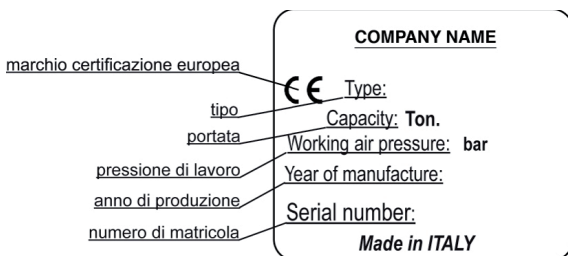 COMPANY NAME
marchio certificazione europea
CE Type:
tipo
Capacity: Ton.
portata
Working air pressure: bar
pressione di lavoro
Year of manufacture:
anno di produzione
Serial number:
numero di matricola
Made in ITALY